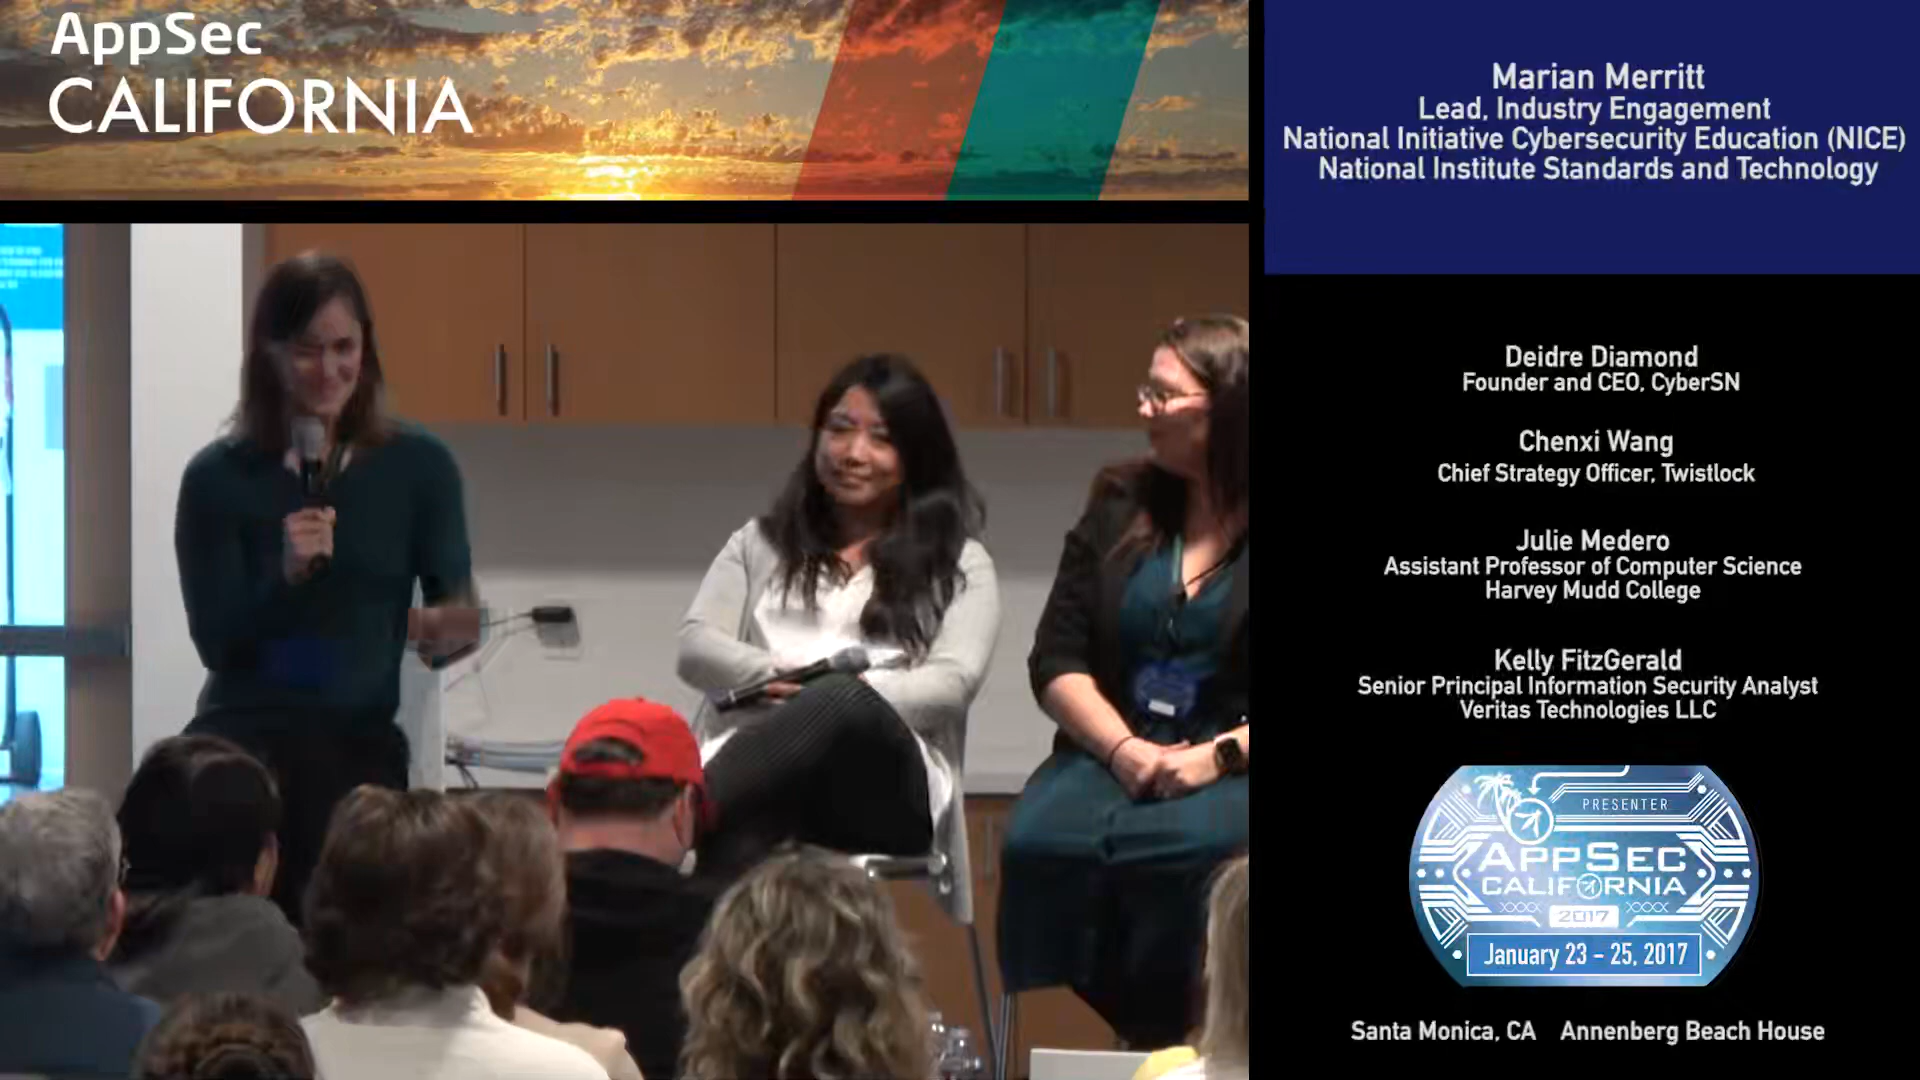 AppSec
CALIFORNIA
Marian Merritt
Lead, Industry Engagement
National Initiative Cybersecurity Education (NICE)
National Institute Standards and Technology
Deidre Diamond
Founder and CEO, CyberSN
Chenxi Wang
Chief Strategy Officer, Twistlock
Julie Medero
Assistant Professor of Computer Science
Harvey Mudd College
Kelly FitzGerald
Senior Principal Information Security Analyst
Veritas Technologies LLC
PRESENTER
APPSEC
CALIFORNIA
2017
January 23 – 25, 2017
Santa Monica, CA Annenberg Beach House